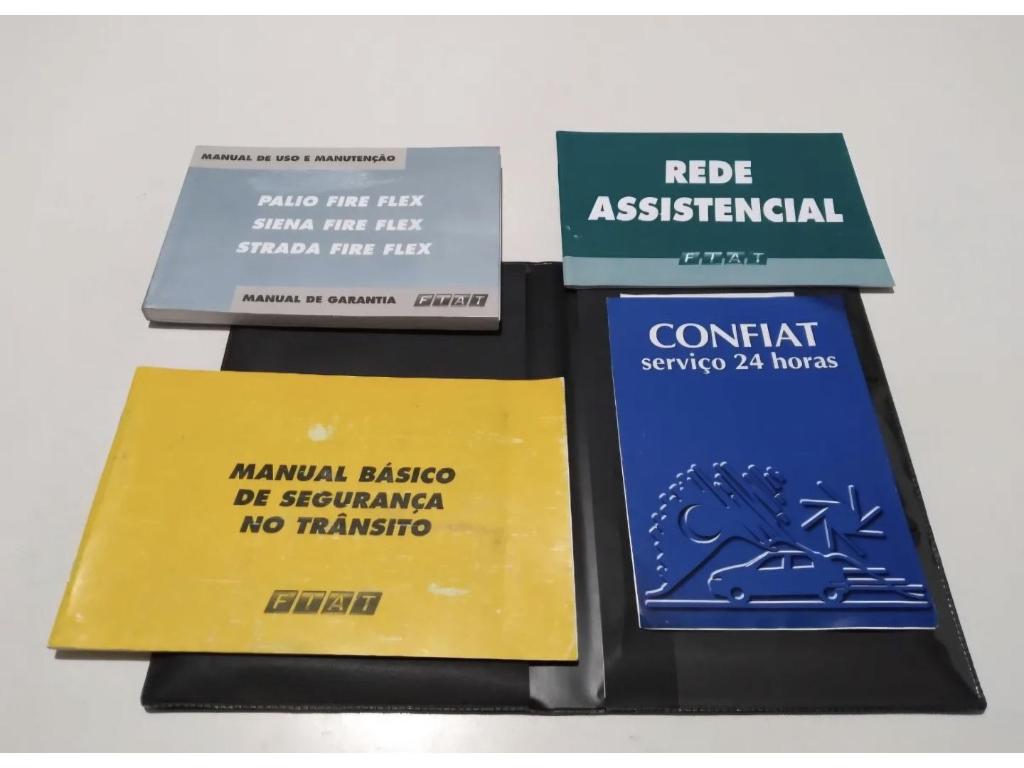 MANUAL DE USO E MANUTENÇÃO
PALIO FIRE FLEX
SIENA FIRE FLEX
STRADA FIRE FLEX
MANUAL DE GARANTIA FIAT
REDE
ASSISTENCIAL
FIAT
CONFIAT
serviço 24 horas
MANUAL BÁSICO
DE SEGURANÇA
NO TRÂNSITO
FIAT